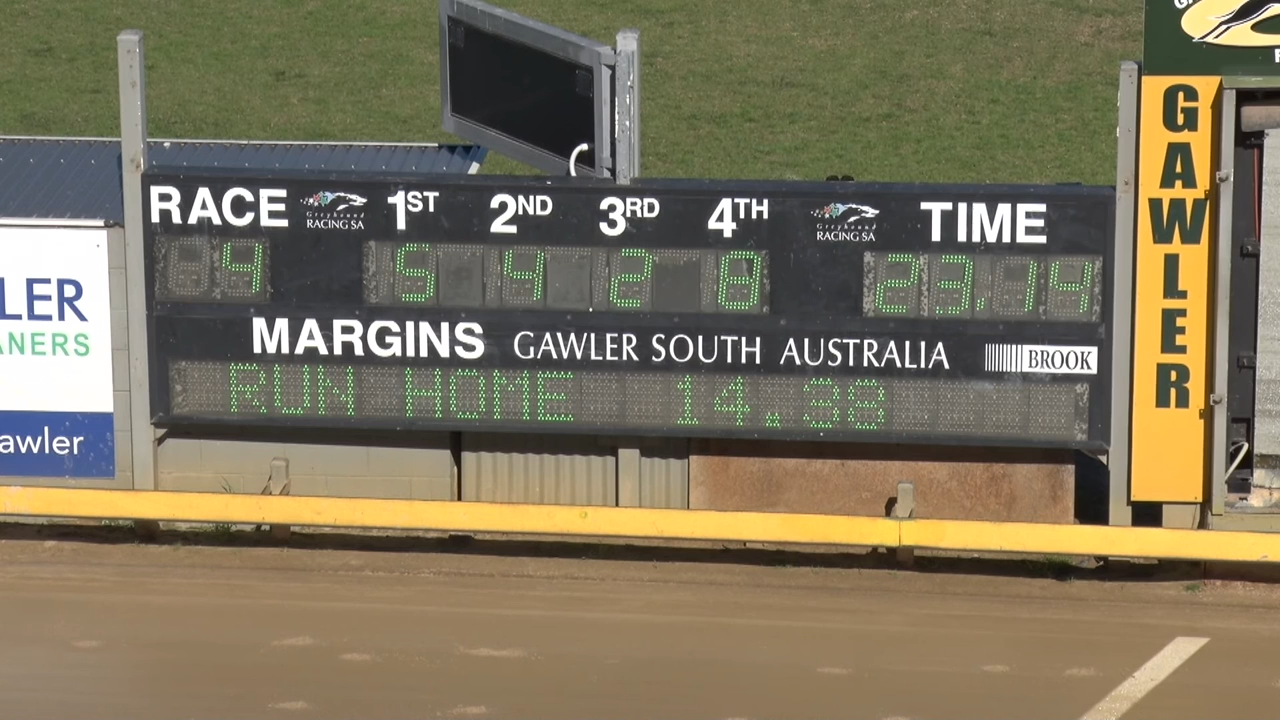 RACE Greyhound RACING SA 1ST 2ND 3RD 4TH Greyhound RACING SA TIME
4 5 4 2 8 23.14
MARGINS GAWLER SOUTH AUSTRALIA BROOK
RUN HOME 14.38
GAWLER
LER
ANERS
awler